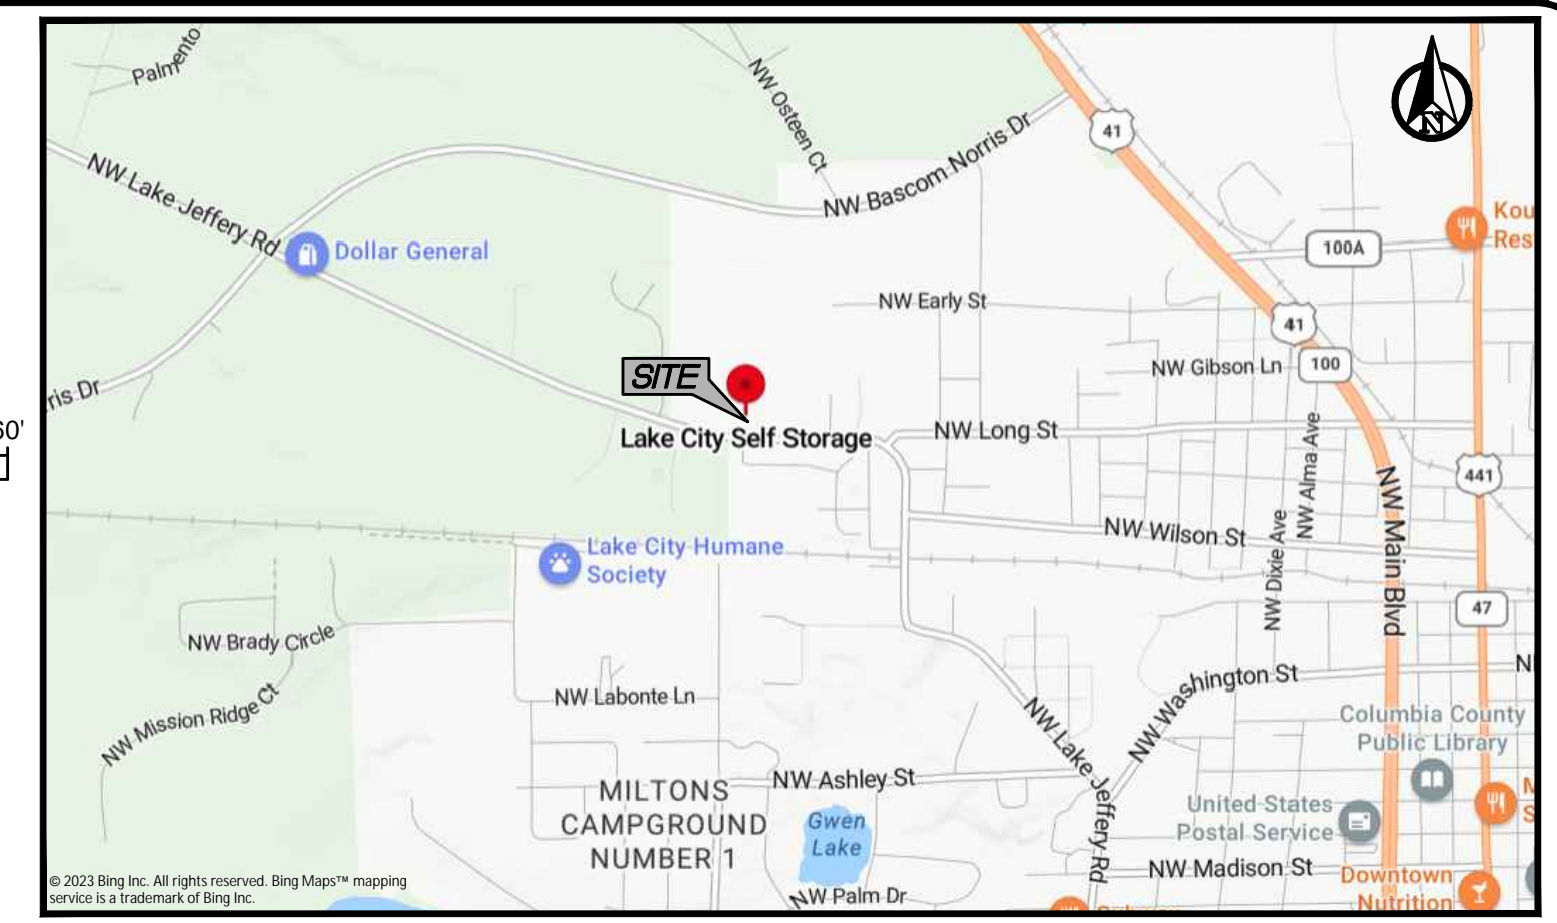 Palmento
NW Osteen Ct
41
N
NW Bascom Norris Dr
NW Lake Jeffery Rd
Kou
Res
100A
Dollar General
NW Early St
41
NW Gibson Ln
100
SITE
ris Dr
60'
Lake City Self Storage
NW Long St
NW Alma Ave
441
NW Main Blvd
NW Wilson St
NW Dixie Ave
Lake City Humane
Society
47
NW Brady Circle
NW Washington St
N
NW Labonte Ln
NW Mission Ridge Ct
NW Lake Jeffery Rd
Columbia County
Public Library
NW Ashley St
MILTONS
CAMPGROUND
NUMBER 1
Gwen
Lake
United States
Postal Service
M
S
NW Madison St
Downtown
Nutrition
NW Palm Dr
© 2023 Bing Inc. All rights reserved. Bing Maps™ mapping
service is a trademark of Bing Inc.